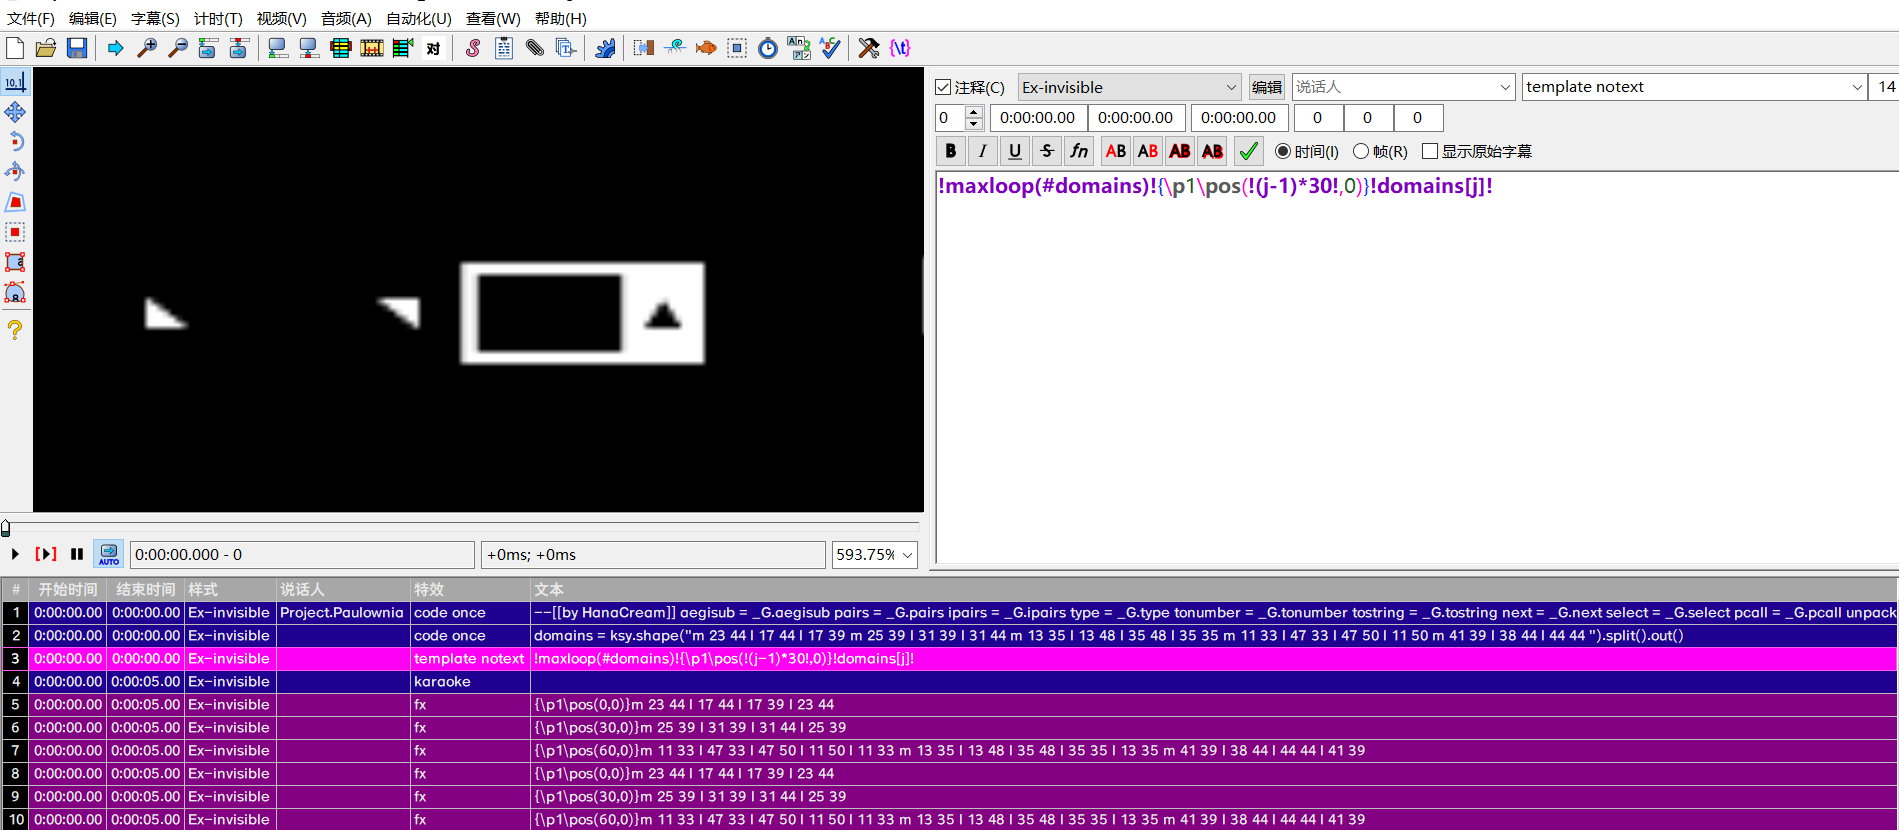 文件(F) 编辑(E) 字幕(S) 计时(T) 视频(V) 音频(A) 自动化(U) 查看(W) 帮助(H)
对 {\t}
注释(C) Ex-invisible 编辑 说话人 template notext 14
0 0:00:00.00 0:00:00.00 0:00:00.00 0 0 0
B I U S fn AB AB AB AB 时间(I) 帧(R) 显示原始字幕
!maxloop(#domains)!{\p1\pos(!(j-1)*30!,0)}!domains[j]!
AUTO 0:00:00.000 - 0 +0ms; +0ms 593.75%
# 开始时间 结束时间 样式 说话人 特效 文本
1 0:00:00.00 0:00:00.00 Ex-invisible Project.Paulownia code once --[[by HanaCream]] aegisub = _G.aegisub pairs = _G.pairs ipairs = _G.ipairs type = _G.type tonumber = _G.tonumber tostring = _G.tostring next = _G.next select = _G.select pcall = _G.pcall unpack
2 0:00:00.00 0:00:00.00 Ex-invisible code once domains = ksy.shape("m 23 44 l 17 44 l 17 39 m 25 39 l 31 39 l 31 44 m 13 35 l 13 48 l 35 48 l 35 35 m 11 33 l 47 33 l 47 50 l 11 50 m 41 39 l 38 44 l 44 44 ").split().out()
3 0:00:00.00 0:00:00.00 Ex-invisible template notext !maxloop(#domains)!{\p1\pos(!(j-1)*30!,0)}!domains[j]!
4 0:00:00.00 0:00:05.00 Ex-invisible karaoke
5 0:00:00.00 0:00:05.00 Ex-invisible fx {\p1\pos(0,0)}m 23 44 l 17 44 l 17 39 l 23 44
6 0:00:00.00 0:00:05.00 Ex-invisible fx {\p1\pos(30,0)}m 25 39 l 31 39 l 31 44 l 25 39
7 0:00:00.00 0:00:05.00 Ex-invisible fx {\p1\pos(60,0)}m 11 33 l 47 33 l 47 50 l 11 50 l 11 33 m 13 35 l 13 48 l 35 48 l 35 35 l 13 35 m 41 39 l 38 44 l 44 44 l 41 39
8 0:00:00.00 0:00:05.00 Ex-invisible fx {\p1\pos(0,0)}m 23 44 l 17 44 l 17 39 l 23 44
9 0:00:00.00 0:00:05.00 Ex-invisible fx {\p1\pos(30,0)}m 25 39 l 31 39 l 31 44 l 25 39
10 0:00:00.00 0:00:05.00 Ex-invisible fx {\p1\pos(60,0)}m 11 33 l 47 33 l 47 50 l 11 50 l 11 33 m 13 35 l 13 48 l 35 48 l 35 35 l 13 35 m 41 39 l 38 44 l 44 44 l 41 39